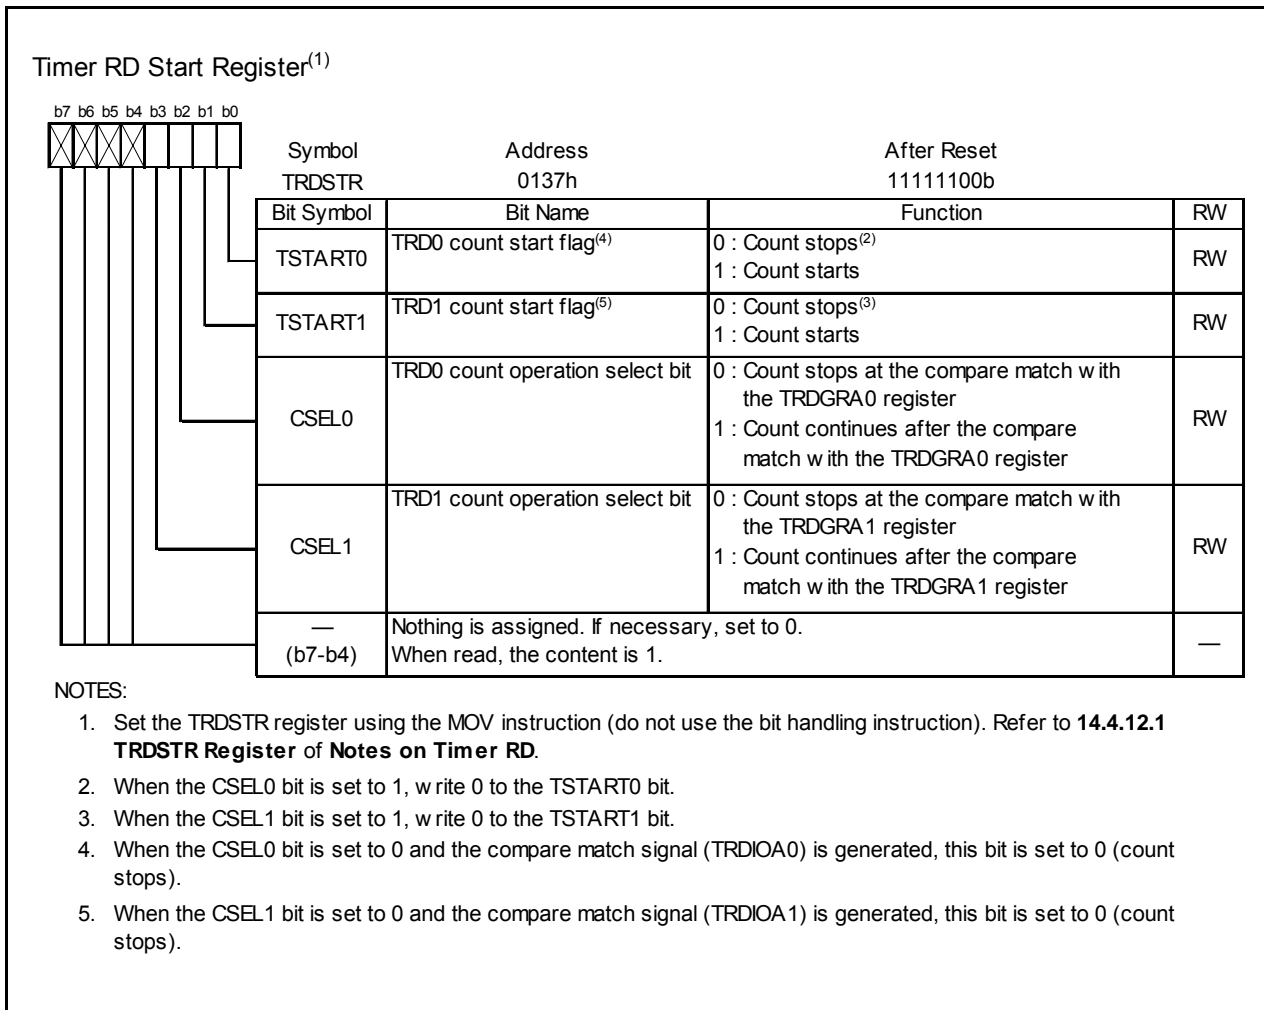 Timer RD Start Register(1)
b7 b6 b5 b4 b3 b2 b1 b0
Symbol Address After Reset
TRDSTR 0137h 11111100b
Bit Symbol Bit Name Function RW
TSTART0 TRD0 count start flag(4) 0 : Count stops(2) RW
1 : Count starts
TSTART1 TRD1 count start flag(5) 0 : Count stops(3) RW
1 : Count starts
CSEL0 TRD0 count operation select bit 0 : Count stops at the compare match with RW
the TRDGRA0 register
1 : Count continues after the compare
match with the TRDGRA0 register
CSEL1 TRD1 count operation select bit 0 : Count stops at the compare match with RW
the TRDGRA1 register
1 : Count continues after the compare
match with the TRDGRA1 register
— Nothing is assigned. If necessary, set to 0. —
(b7-b4) When read, the content is 1.
NOTES:
1. Set the TRDSTR register using the MOV instruction (do not use the bit handling instruction). Refer to 14.4.12.1
TRDSTR Register of Notes on Timer RD.
2. When the CSEL0 bit is set to 1, write 0 to the TSTART0 bit.
3. When the CSEL1 bit is set to 1, write 0 to the TSTART1 bit.
4. When the CSEL0 bit is set to 0 and the compare match signal (TRDIOA0) is generated, this bit is set to 0 (count
stops).
5. When the CSEL1 bit is set to 0 and the compare match signal (TRDIOA1) is generated, this bit is set to 0 (count
stops).